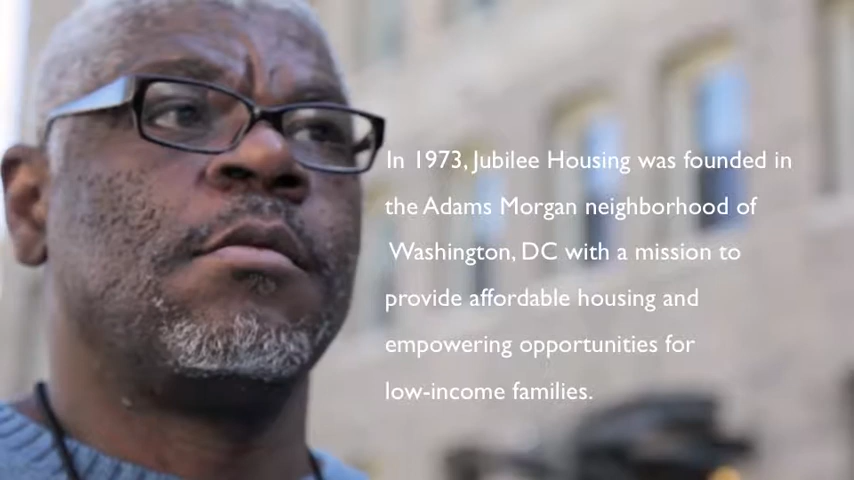 In 1973, Jubilee Housing was founded in
the Adams Morgan neighborhood of
Washington, DC with a mission to
provide affordable housing and
empowering opportunities for
low-income families.